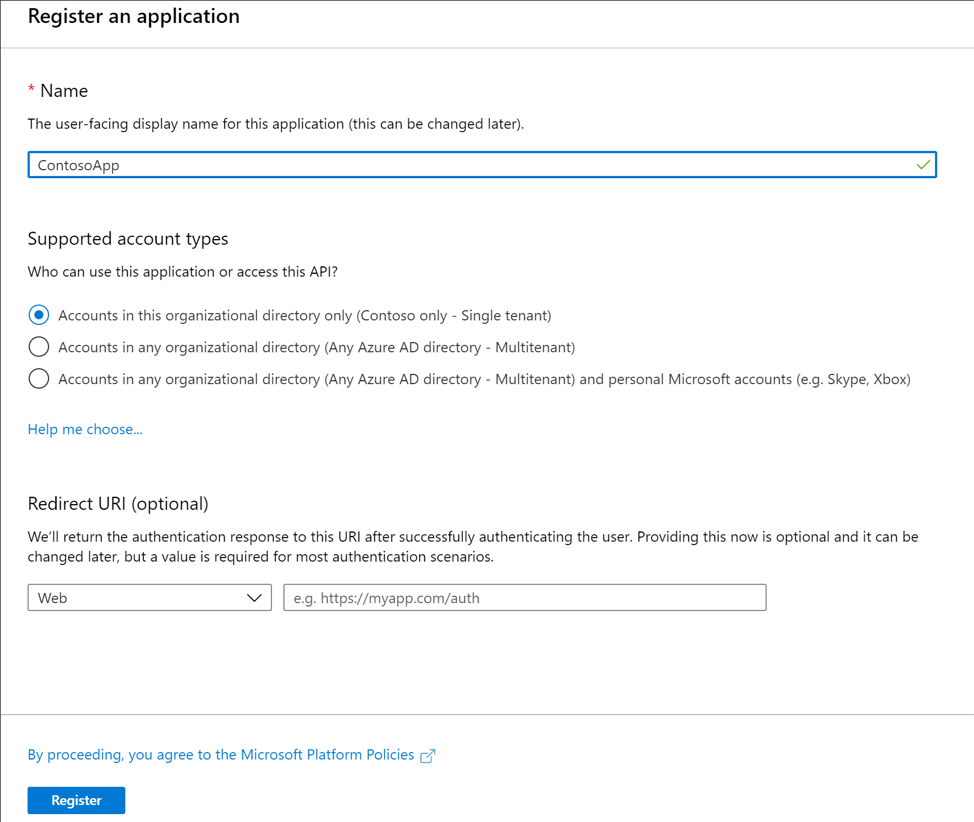 Register an application
* Name
The user-facing display name for this application (this can be changed later).
ContosoApp
Supported account types
Who can use this application or access this API?
Accounts in this organizational directory only (Contoso only - Single tenant)
Accounts in any organizational directory (Any Azure AD directory - Multitenant)
Accounts in any organizational directory (Any Azure AD directory - Multitenant) and personal Microsoft accounts (e.g. Skype, Xbox)
Help me choose...
Redirect URI (optional)
We'll return the authentication response to this URI after successfully authenticating the user. Providing this now is optional and it can be
changed later, but a value is required for most authentication scenarios.
Web
e.g. https://myapp.com/auth
By proceeding, you agree to the Microsoft Platform Policies
Register